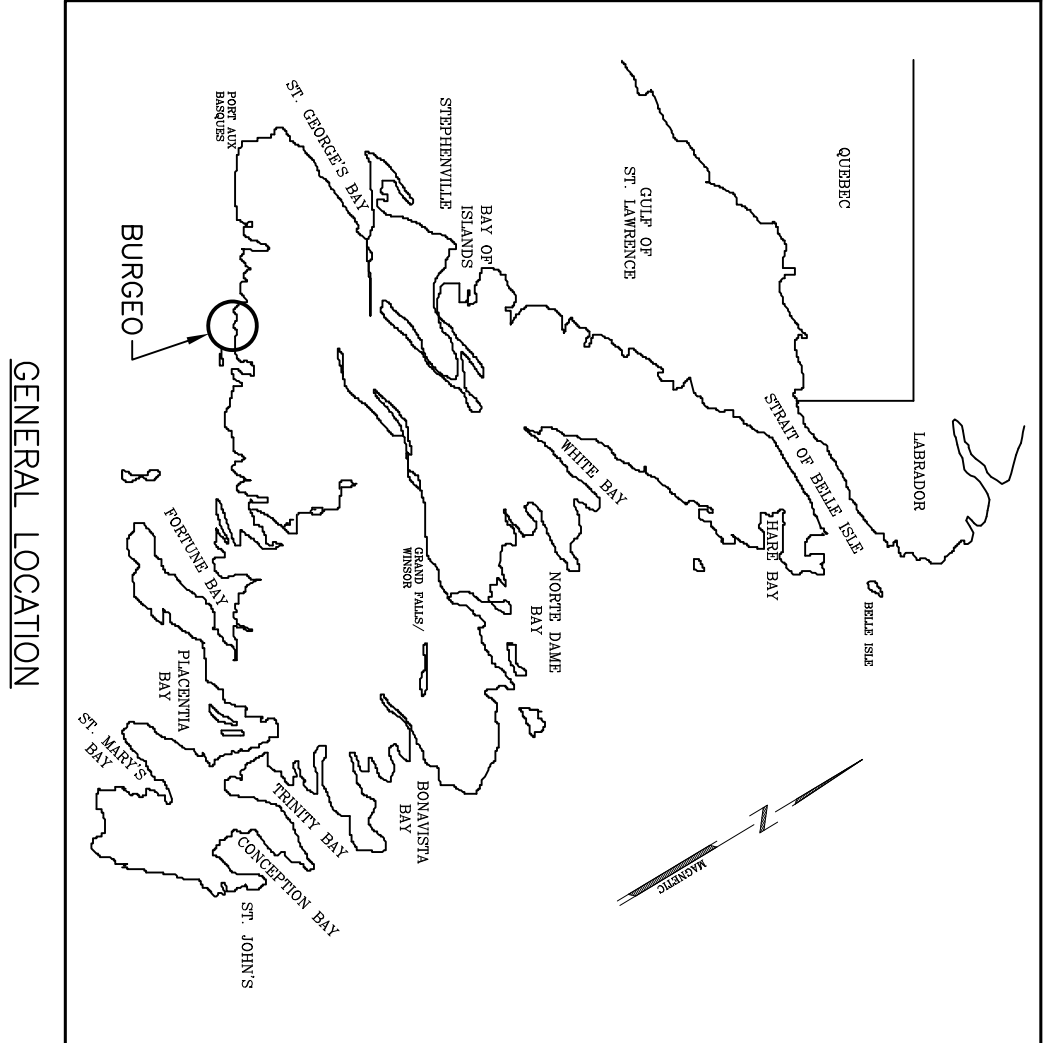 QUEBEC
LABRADOR
GULF OF
ST. LAWRENCE
STRAIT OF BELLE ISLE
BELLE ISLE
HARE BAY
STEPHENVILLE
BAY OF
ISLANDS
WHITE BAY
NORTE DAME
BAY
ST. GEORGE'S BAY
GRAND FALLS/
WINSOR
PORT AUX
BASQUES
BURGEO
FORTUNE BAY
PLACENTIA
BAY
BONAVISTA
BAY
TRINITY BAY
CONCEPTION BAY
ST. MARY'S
BAY
ST. JOHN'S
N
MAGNETIC
GENERAL LOCATION